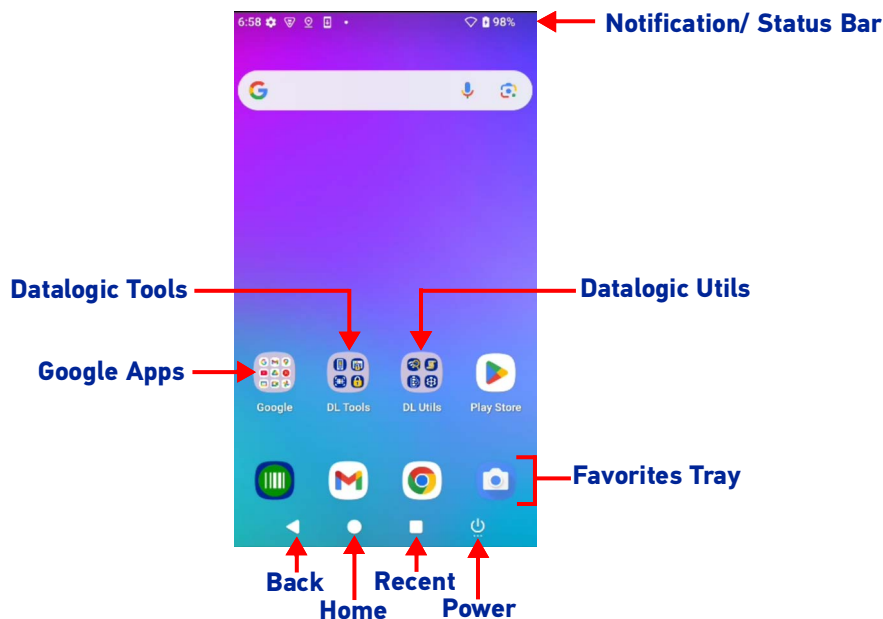 6:58
98%
Notification/ Status Bar
Datalogic Tools
Datalogic Utils
Google Apps
Google
DL Tools
DL Utils
Play Store
Favorites Tray
Back
Home
Recent
Power